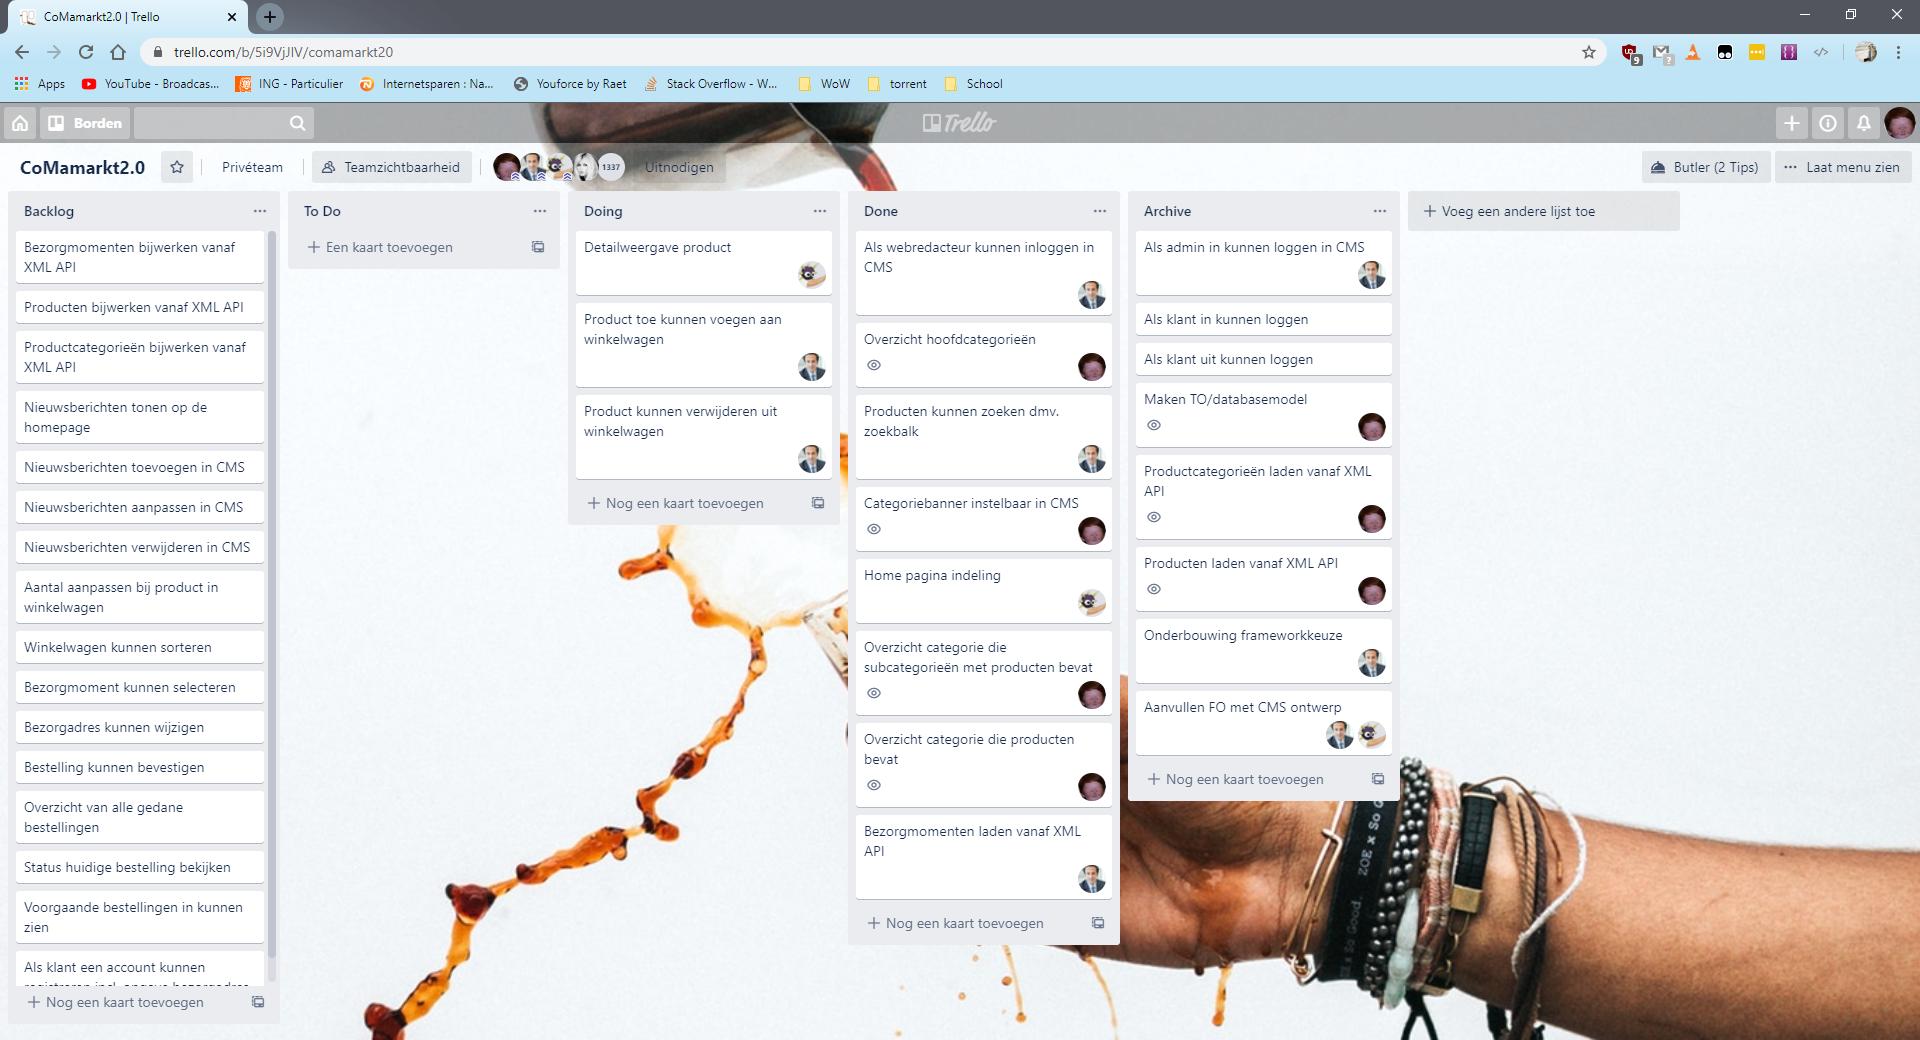 CoMamarkt2.0 | Trello
trello.com/b/5i9VjJIV/comamarkt20
9
?
Apps
YouTube - Broadcas...
ING - Particulier
Internetsparen : Na...
Youforce by Raet
Stack Overflow - W...
WoW
torrent
School
Borden
Trello
CoMamarkt2.0
Privéteam
Teamzichtbaarheid
1337
Uitnodigen
Butler (2 Tips)
Laat menu zien
Backlog
Bezorgmomenten bijwerken vanaf
XML API
Producten bijwerken vanaf XML API
Productcategorieën bijwerken vanaf
XML API
Nieuwsberichten tonen op de
homepage
Nieuwsberichten toevoegen in CMS
Nieuwsberichten aanpassen in CMS
Nieuwsberichten verwijderen in CMS
Aantal aanpassen bij product in
winkelwagen
Winkelwagen kunnen sorteren
Bezorgmoment kunnen selecteren
Bezorgadres kunnen wijzigen
Bestelling kunnen bevestigen
Overzicht van alle gedane
bestellingen
Status huidige bestelling bekijken
Voorgaande bestellingen in kunnen
zien
Als klant een account kunnen
registreren incl. opgave bezorgadres
Nog een kaart toevoegen
To Do
Een kaart toevoegen
Doing
Detailweergave product
Product toe kunnen voegen aan
winkelwagen
Product kunnen verwijderen uit
winkelwagen
Nog een kaart toevoegen
Done
Als webredacteur kunnen inloggen in
CMS
Overzicht hoofdcategorieën
Producten kunnen zoeken dmv.
zoekbalk
Categoriebanner instelbaar in CMS
Home pagina indeling
Overzicht categorie die
subcategorieën met producten bevat
Overzicht categorie die producten
bevat
Bezorgmomenten laden vanaf XML
API
Nog een kaart toevoegen
Archive
Als admin in kunnen loggen in CMS
Als klant in kunnen loggen
Als klant uit kunnen loggen
Maken TO/databasemodel
Productcategorieën laden vanaf XML
API
Producten laden vanaf XML API
Onderbouwing frameworkkeuze
Aanvullen FO met CMS ontwerp
Nog een kaart toevoegen
Voeg een andere lijst toe
ZOE x So G
x So Good.